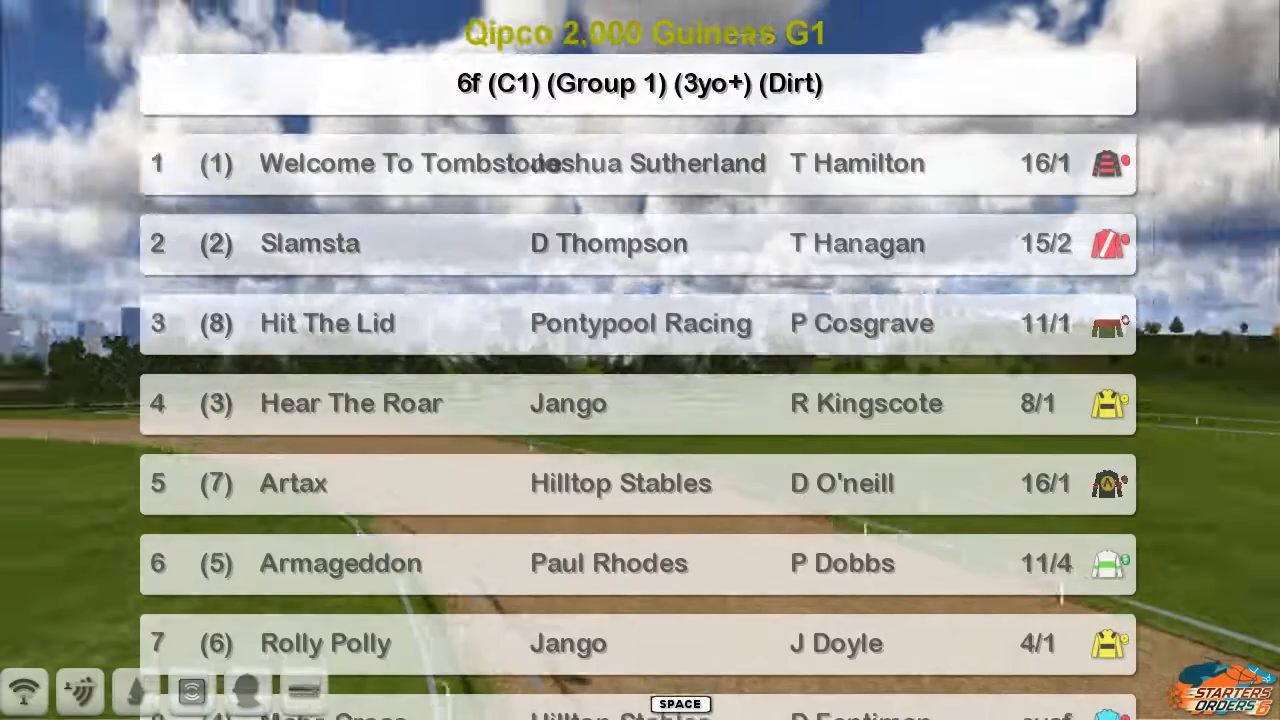 Qipco 2,000 Guineas G1
6f (C1) (Group 1) (3yo+) (Dirt)
1 (1) Welcome To Tombstone Joshua Sutherland T Hamilton 16/1
2 (2) Slamsta D Thompson T Hanagan 15/2
3 (8) Hit The Lid Pontypool Racing P Cosgrave 11/1
4 (3) Hear The Roar Jango R Kingscote 8/1
5 (7) Artax Hilltop Stables D O'neill 16/1
6 (5) Armageddon Paul Rhodes P Dobbs 11/4
7 (6) Rolly Polly Jango J Doyle 4/1
Hilltop Stables
SPACE
STARTERS
ORDERS 6